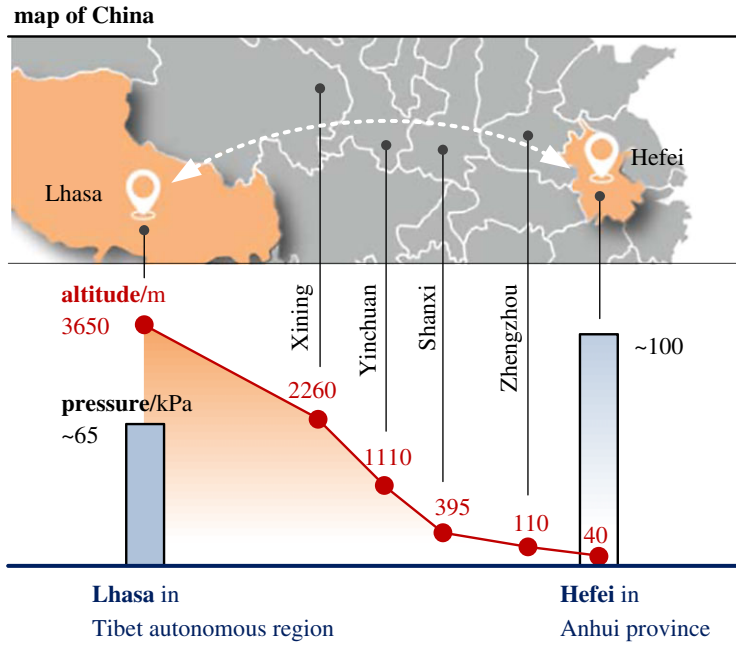 map of China
Lhasa
Hefei
altitude/m
3650
Xining
Yinchuan
Shanxi
Zhengzhou
2260
1110
395
110
40
~100
pressure/kPa
~65
Lhasa in
Tibet autonomous region
Hefei in
Anhui province